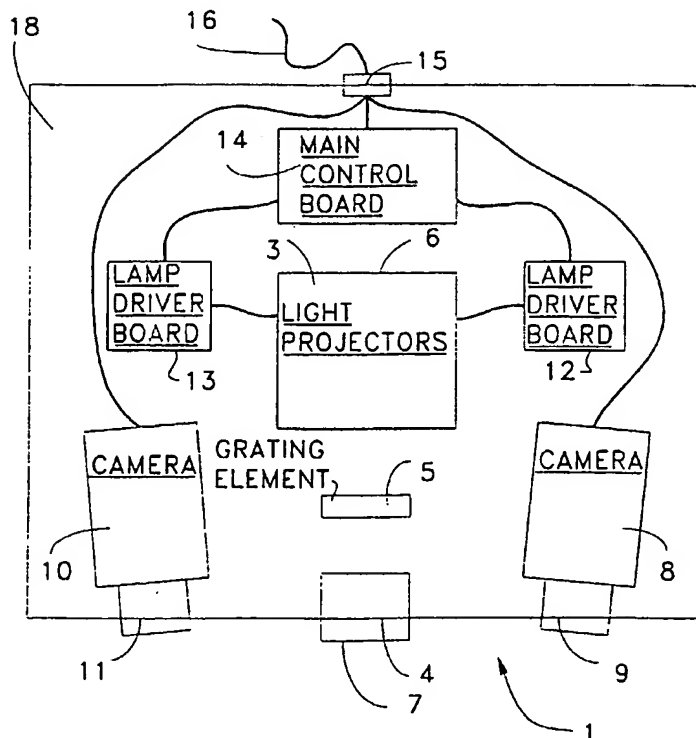 16
18
15
14
MAIN
CONTROL
BOARD
3
6
LAMP
DRIVER
BOARD
LIGHT
PROJECTORS
LAMP
DRIVER
BOARD
13
12
CAMERA
GRATING
ELEMENT
5
CAMERA
10
8
11
4
7
9
1